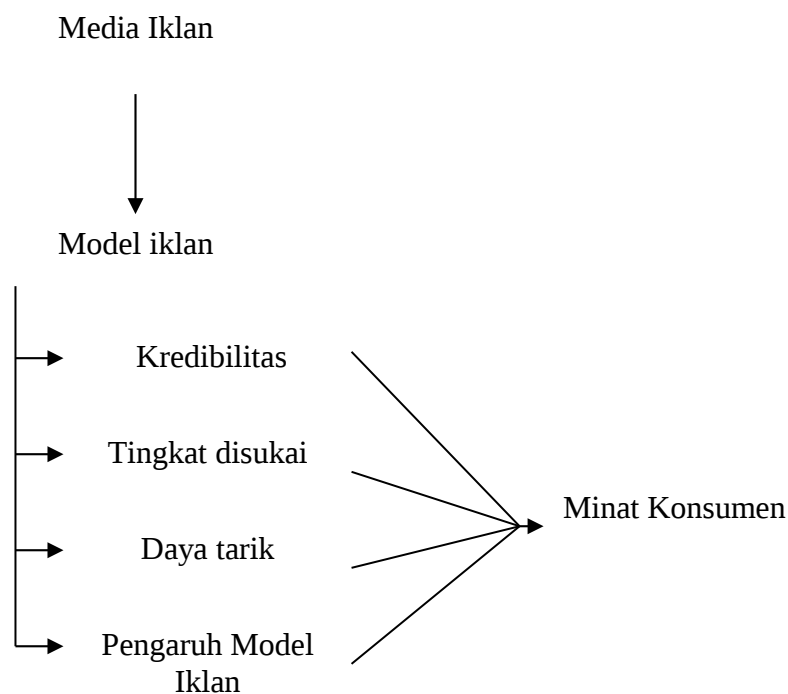 Media Iklan
Model iklan
Kredibilitas
Tingkat disukai
Daya tarik
Pengaruh Model
Iklan
Minat Konsumen